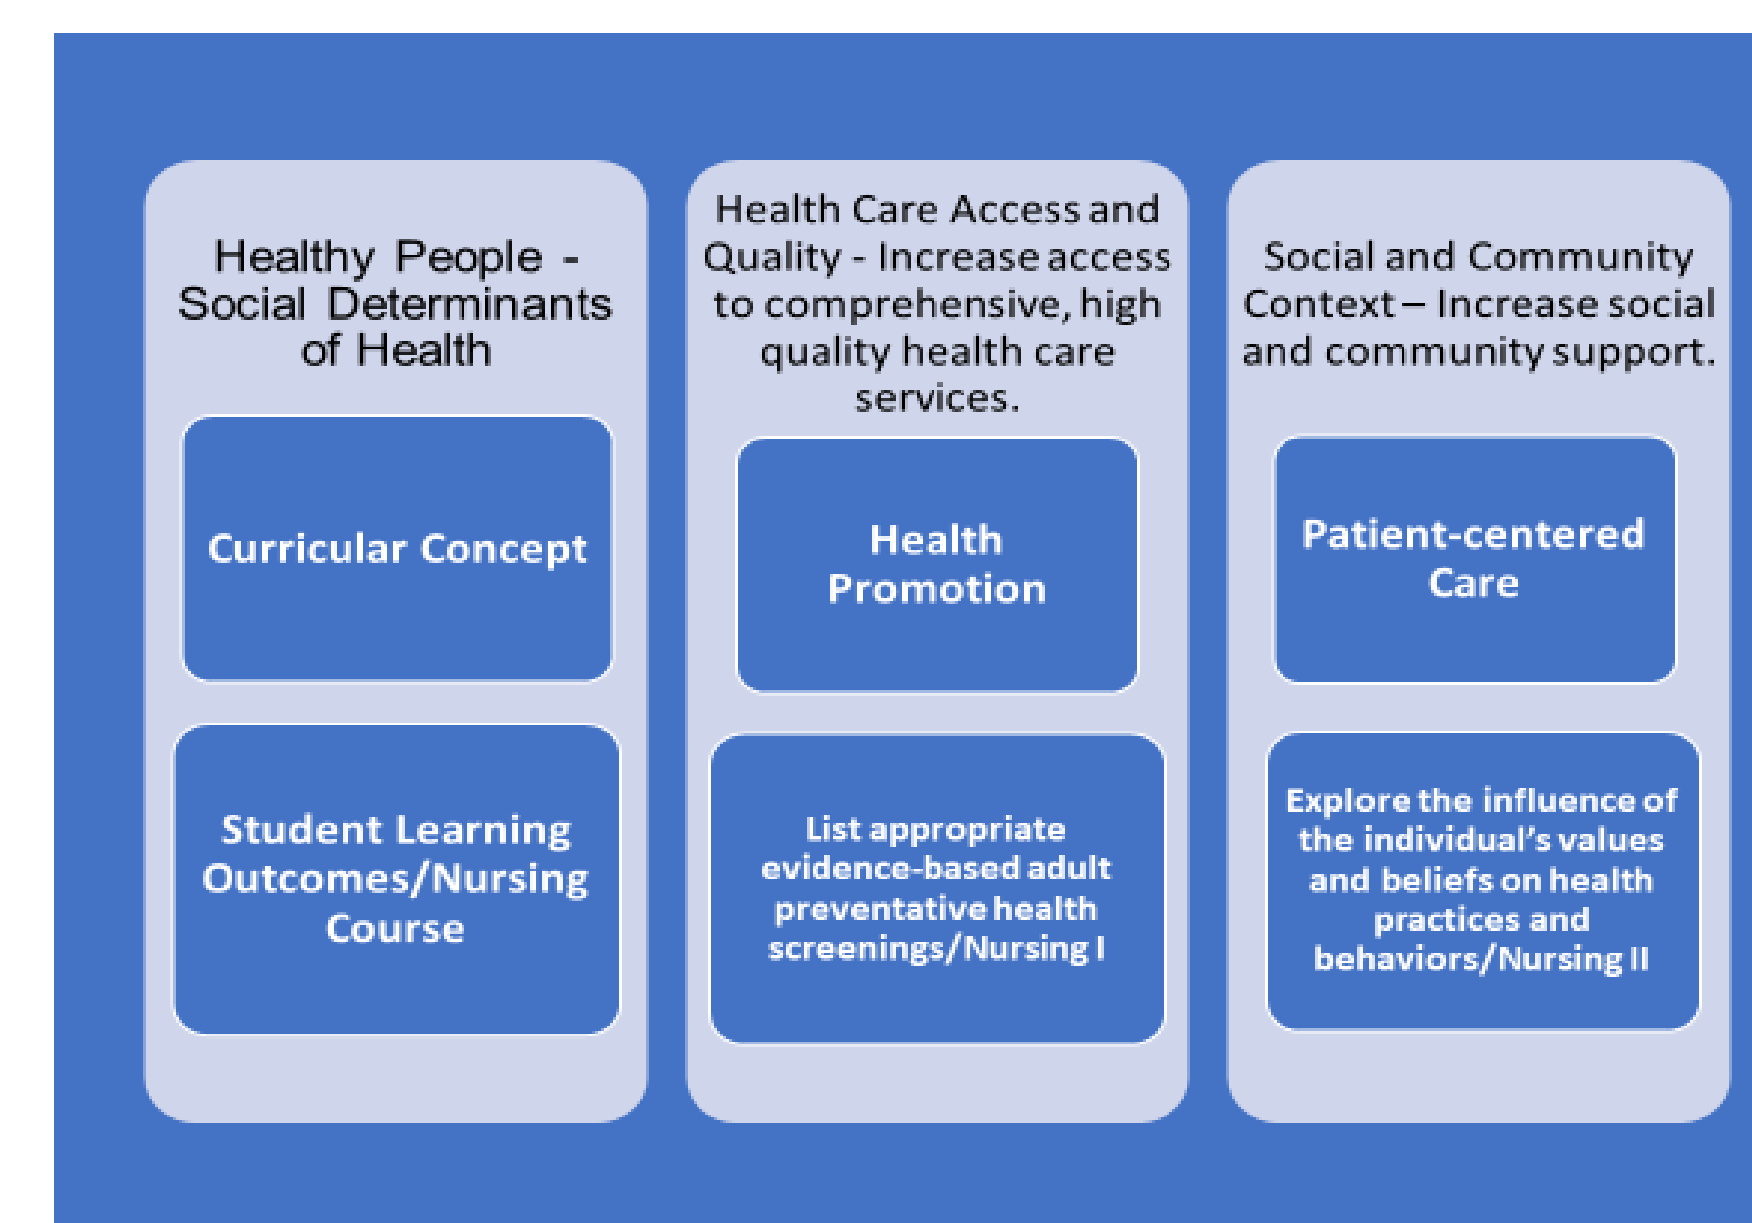 Healthy People -
Social Determinants
of Health
Curricular Concept
Student Learning
Outcomes/Nursing
Course
Health Care Access and
Quality - Increase access
to comprehensive, high
quality health care
services.
Health
Promotion
List appropriate
evidence-based adult
preventative health
screenings/Nursing I
Social and Community
Context – Increase social
and community support.
Patient-centered
Care
Explore the influence of
the individual's values
and beliefs on health
practices and
behaviors/Nursing II